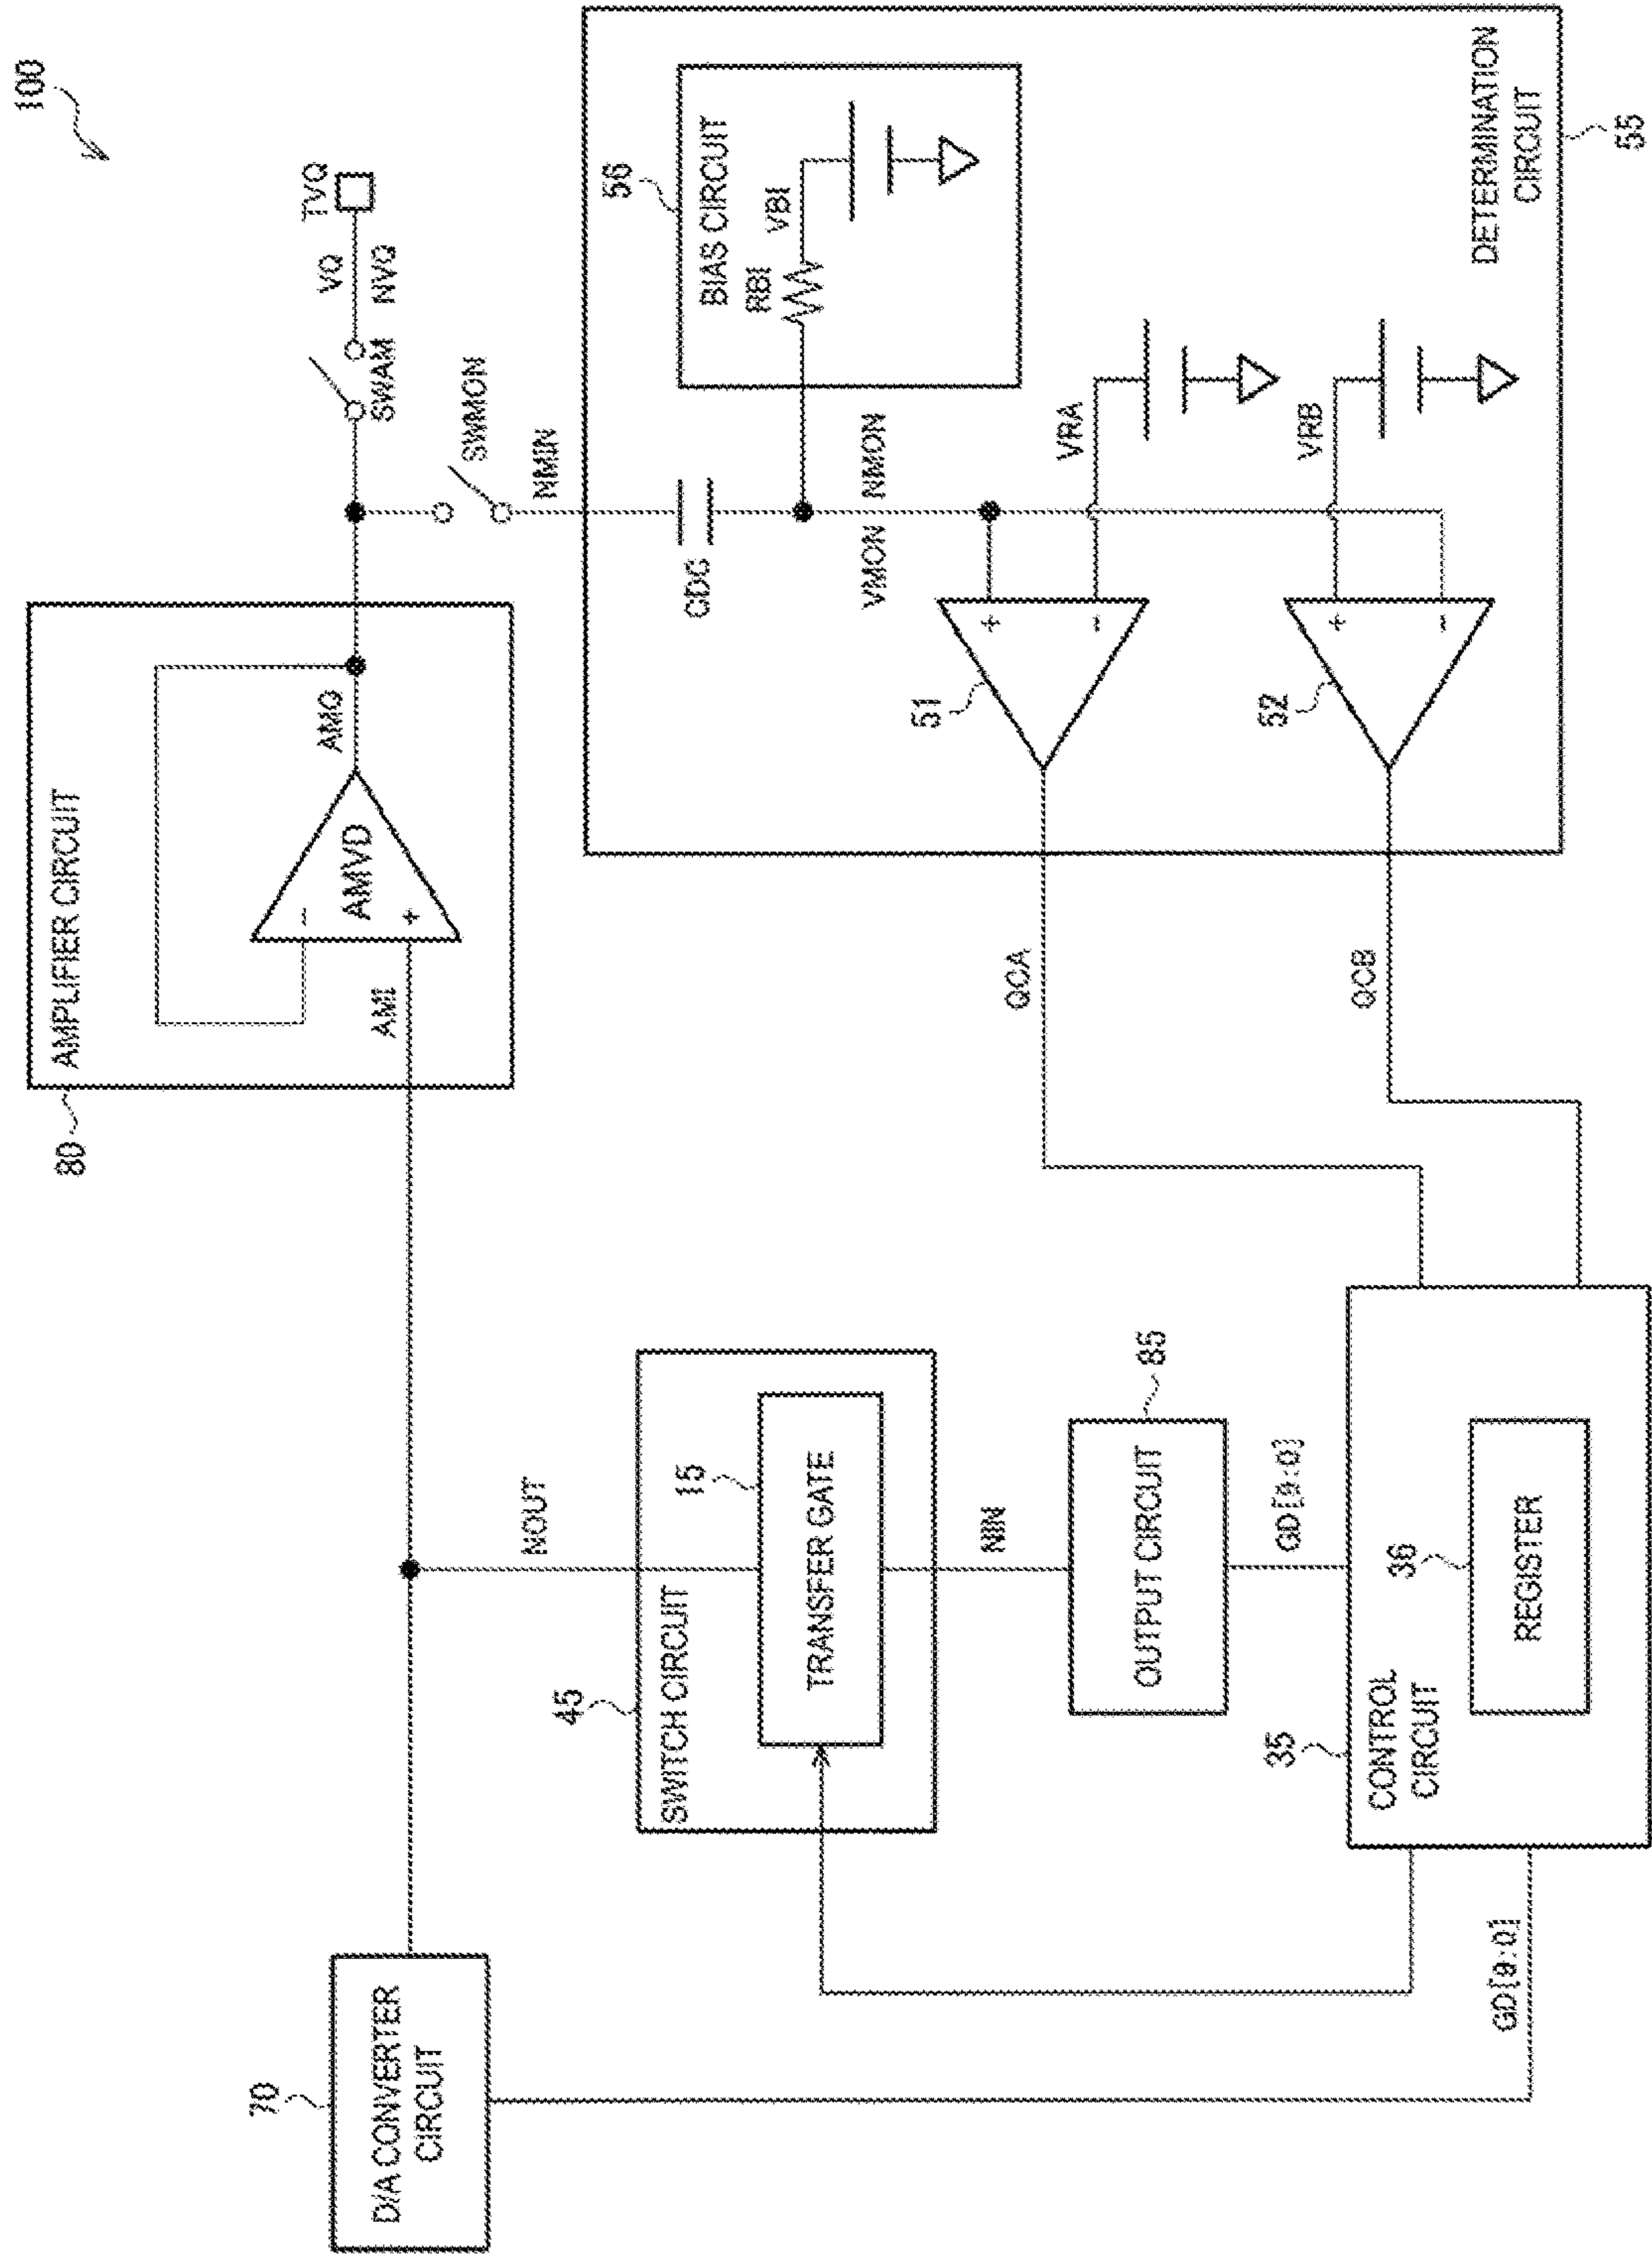 100
80
AMPLIFIER CIRCUIT
AMVD
-
+
AMI
AMQ
SWAM
VQ
NVQ
TVQ
SWMON
NMIN
70
D/A CONVERTER
CIRCUIT
NOUT
45
SWITCH CIRCUIT
15
TRANSFER GATE
NIN
85
OUTPUT CIRCUIT
GD[9:0]
35
CONTROL
CIRCUIT
36
REGISTER
GD[9:0]
QCA
QCB
CDC
56
BIAS CIRCUIT
RBI
VBI
VMON
NMON
51
+
-
VRA
52
+
-
VRB
DETERMINATION
CIRCUIT
55